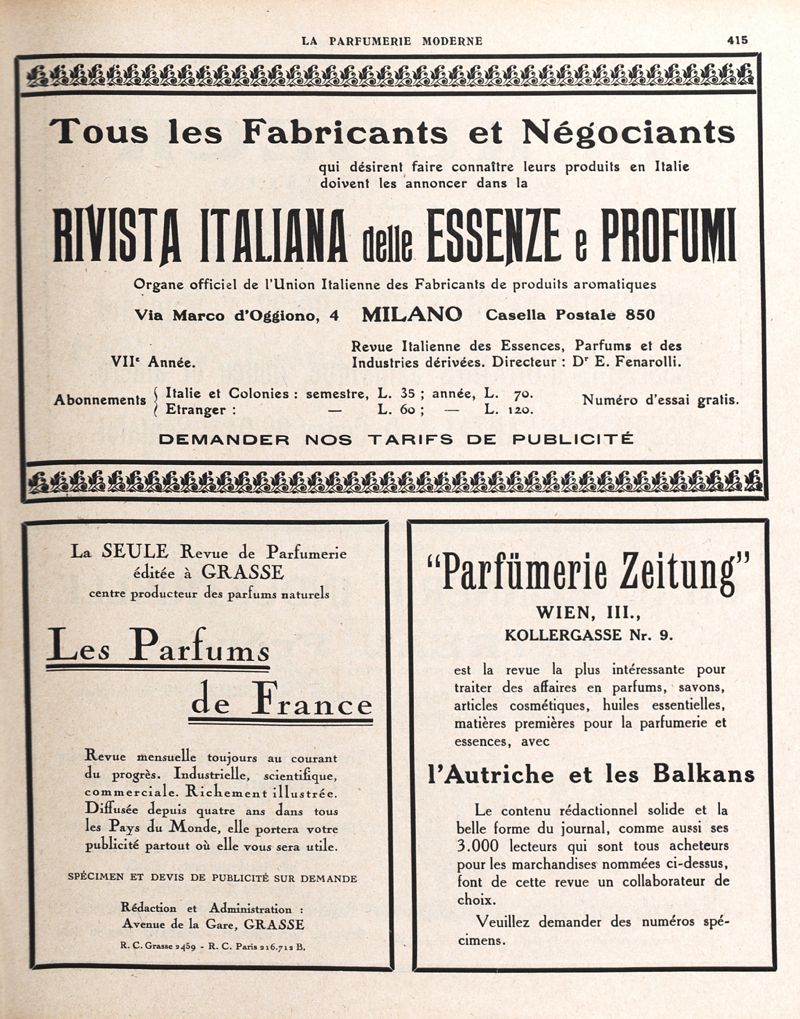 LA PARFUMERIE MODERNE 415
Tous les Fabricants et Négociants
qui désirent faire connaître leurs produits en Italie
doivent les annoncer dans la
RIVISTA ITALIANA delle ESSENZE e PROFUMI
Organe officiel de l'Union Italienne des Fabricants de produits aromatiques
Via Marco d'Oggiono, 4 MILANO Casella Postale 850
VIIe Année.
Revue Italienne des Essences, Parfums et des
Industries dérivées. Directeur : Dr E. Fenarolli.
Abonnements { Italie et Colonies : semestre, L. 35 ; année, L. 70.
Etranger : — L. 60 ; — L. 120.
Numéro d'essai gratis.
DEMANDER NOS TARIFS DE PUBLICITÉ
La SEULE Revue de Parfumerie
éditée à GRASSE
centre producteur des parfums naturels
Les Parfums
de France
Revue mensuelle toujours au courant
du progrès. Industrielle, scientifique,
commerciale. Richement illustrée.
Diffusée depuis quatre ans dans tous
les Pays du Monde, elle portera votre
publicité partout où elle vous sera utile.
SPÉCIMEN ET DEVIS DE PUBLICITÉ SUR DEMANDE
Rédaction et Administration :
Avenue de la Gare, GRASSE
R. C. Grasse 2459 - R. C. Paris 216.712 B.
“Parfümerie Zeitung”
WIEN, III.,
KOLLERGASSE Nr. 9.
est la revue la plus intéressante pour
traiter des affaires en parfums, savons,
articles cosmétiques, huiles essentielles,
matières premières pour la parfumerie et
essences, avec
l'Autriche et les Balkans
Le contenu rédactionnel solide et la
belle forme du journal, comme aussi ses
3.000 lecteurs qui sont tous acheteurs
pour les marchandises nommées ci-dessus,
font de cette revue un collaborateur de
choix.
Veuillez demander des numéros spé-
cimens.